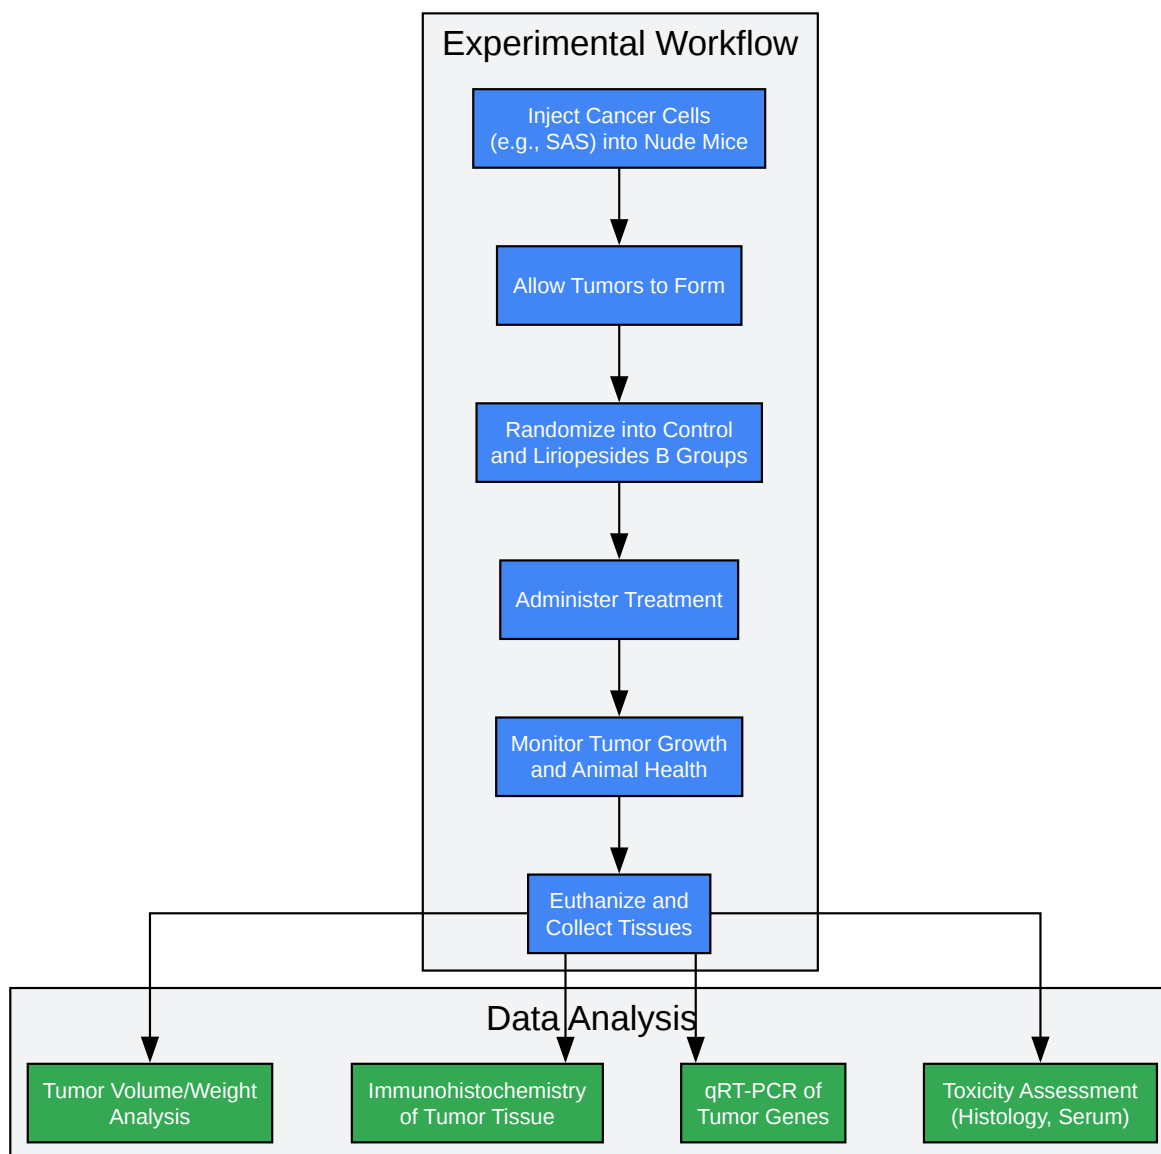 Experimental Workflow
Inject Cancer Cells
(e.g., SAS) into Nude Mice
Allow Tumors to Form
Randomize into Control
and Liriopesides B Groups
Administer Treatment
Monitor Tumor Growth
and Animal Health
Euthanize and
Collect Tissues
Data Analysis
Tumor Volume/Weight
Analysis
Immunohistochemistry
of Tumor Tissue
qRT-PCR of
Tumor Genes
Toxicity Assessment
(Histology, Serum)